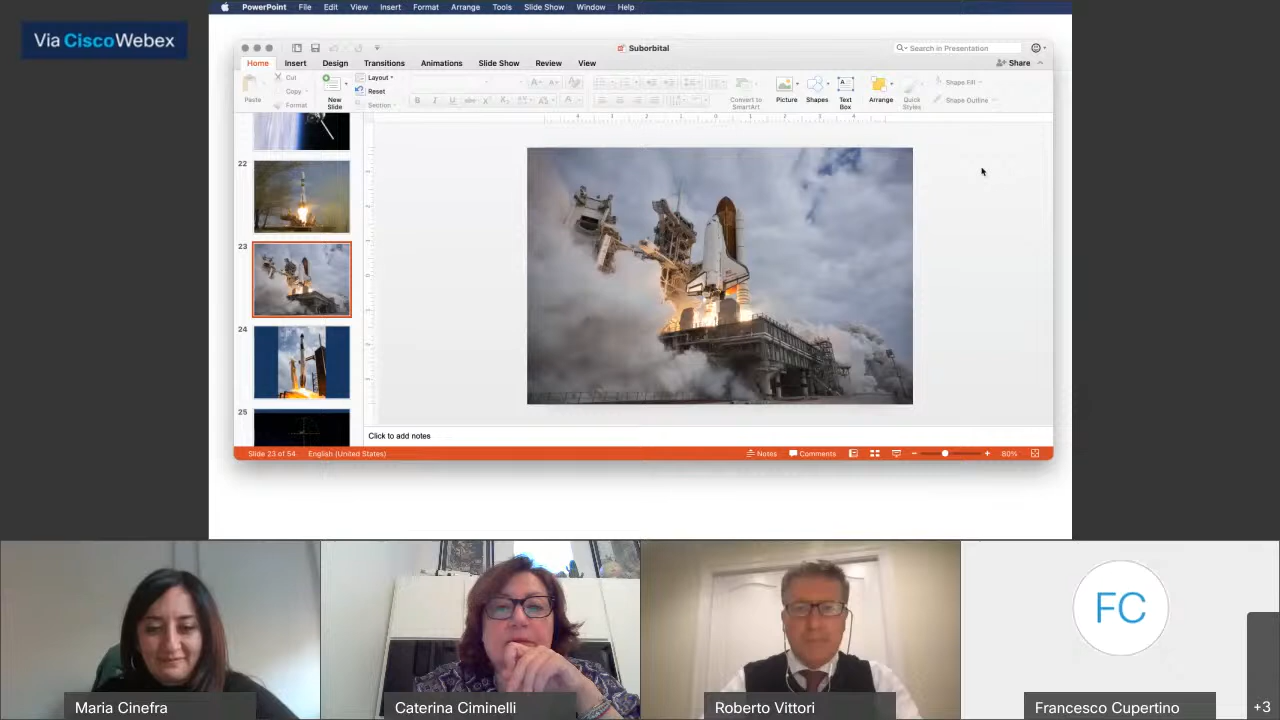 Via Cisco Webex
PowerPoint File Edit View Insert Format Arrange Tools Slide Show Window Help
Suborbital
Search in Presentation
Home Insert Design Transitions Animations Slide Show Review View
Share
Paste
Cut
Copy
Format
New
Slide
Layout
Reset
Section
Convert to
SmartArt
Picture
Shapes
Text
Box
Arrange
Quick
Styles
Shape Fill
Shape Outline
22
23
24
25
Click to add notes
Slide 23 of 54 English (United States) Notes Comments 80%
FC
Maria Cinefra
Caterina Ciminelli
Roberto Vittori
Francesco Cupertino
+3